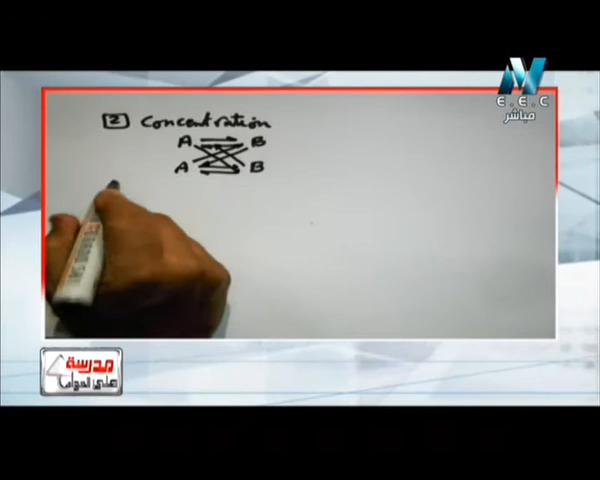 E.E.C
مباشر
[2] Concentration
A B
A B
مدرسة
على الهواء